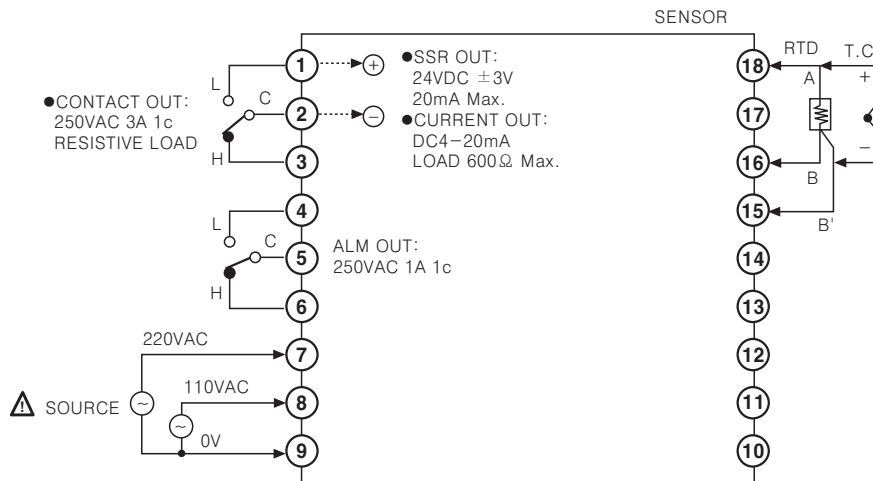 SENSOR
1
+
●SSR OUT:
24VDC ±3V
20mA Max.
●CURRENT OUT:
DC4-20mA
LOAD 600Ω Max.
●CONTACT OUT:
250VAC 3A 1c
RESISTIVE LOAD
L
C
H
2
−
3
4
L
C
H
5
ALM OUT:
250VAC 1A 1c
6
220VAC
7
110VAC
8
SOURCE
~
~
0V
9
18
RTD
T.C
A
+
17
16
B
−
15
B'
14
13
12
11
10